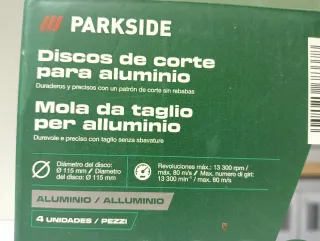 PARKSIDE
Discos de corte
para aluminio
Duraderos y precisos con un patrón de corte sin rebabas
Mola da taglio
per alluminio
Durevole e preciso con taglio senza sbavature
Diámetro del disco:
Ø 115 mm / Diametro
del disco: Ø 115 mm
Revoluciones máx.: 13 300 rpm /
máx. 80 m/s / Max. numero di giri:
13 300 min⁻¹ / max. 80 m/s
ALUMINIO / ALLUMINIO
4 UNIDADES / PEZZI